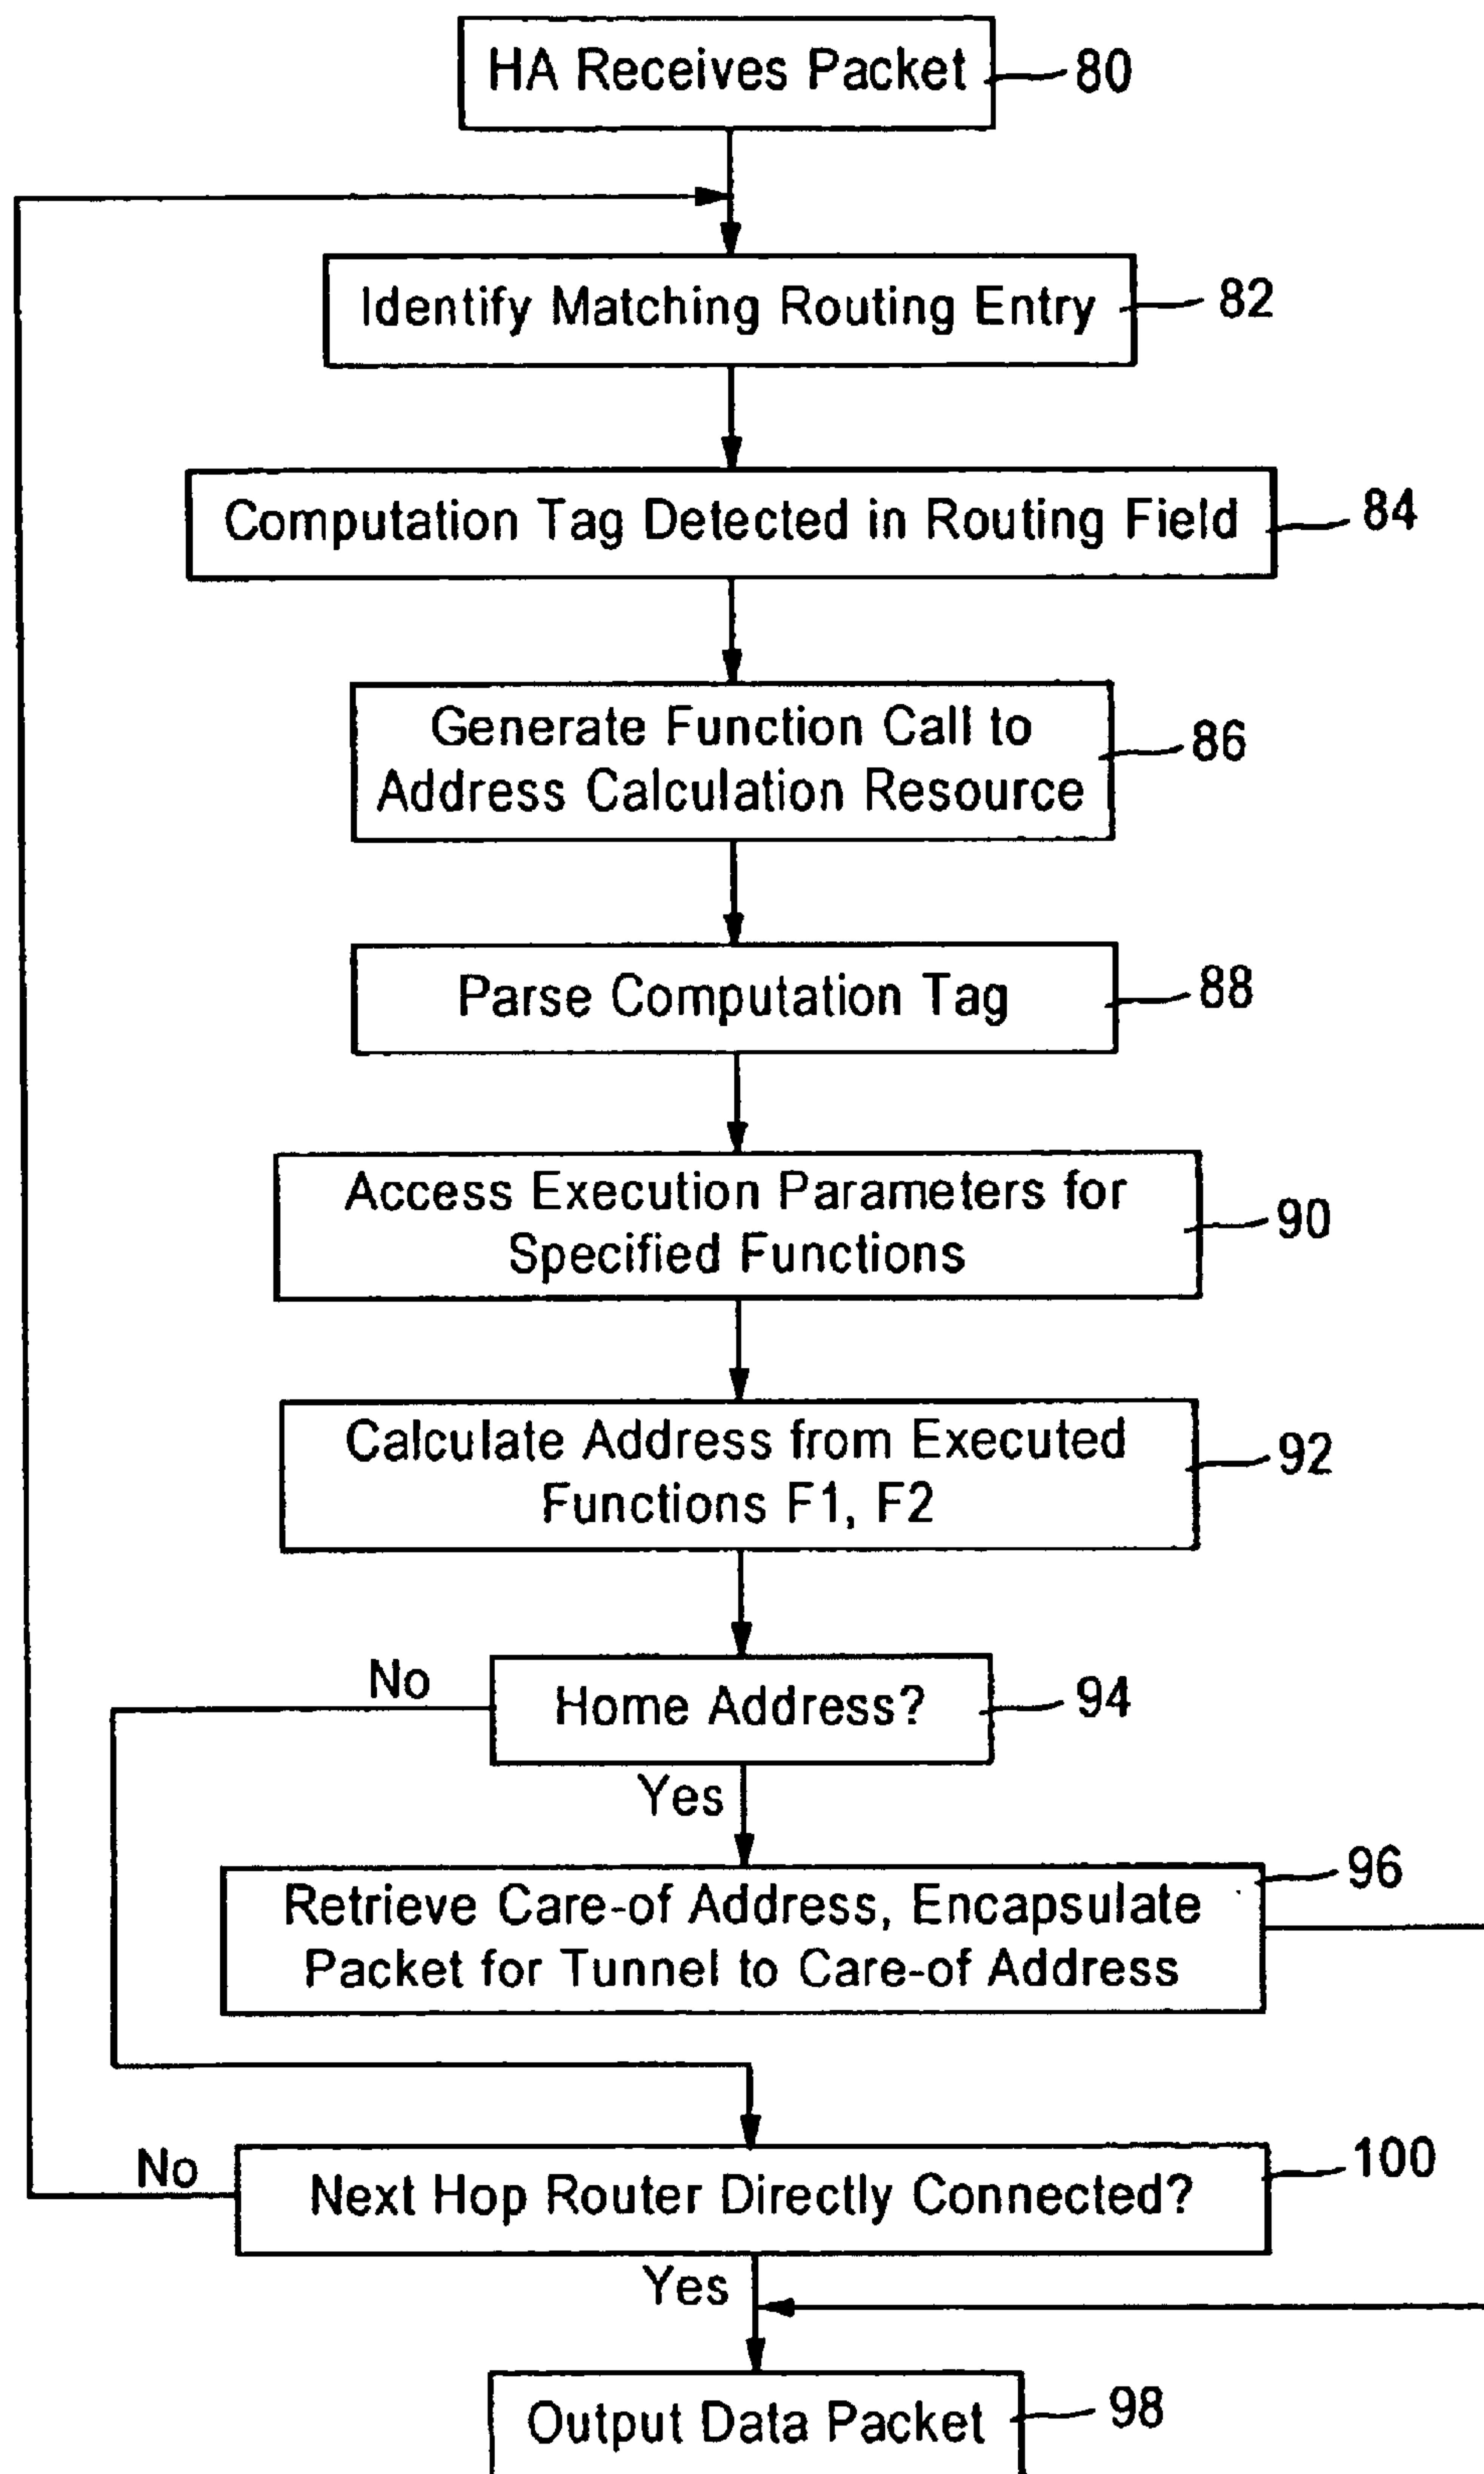 HA Receives Packet
80
Identify Matching Routing Entry
82
Computation Tag Detected in Routing Field
84
Generate Function Call to
Address Calculation Resource
86
Parse Computation Tag
88
Access Execution Parameters for
Specified Functions
90
Calculate Address from Executed
Functions F1, F2
92
No
Home Address?
94
Yes
Retrieve Care-of Address, Encapsulate
Packet for Tunnel to Care-of Address
96
No
Next Hop Router Directly Connected?
100
Yes
Output Data Packet
98